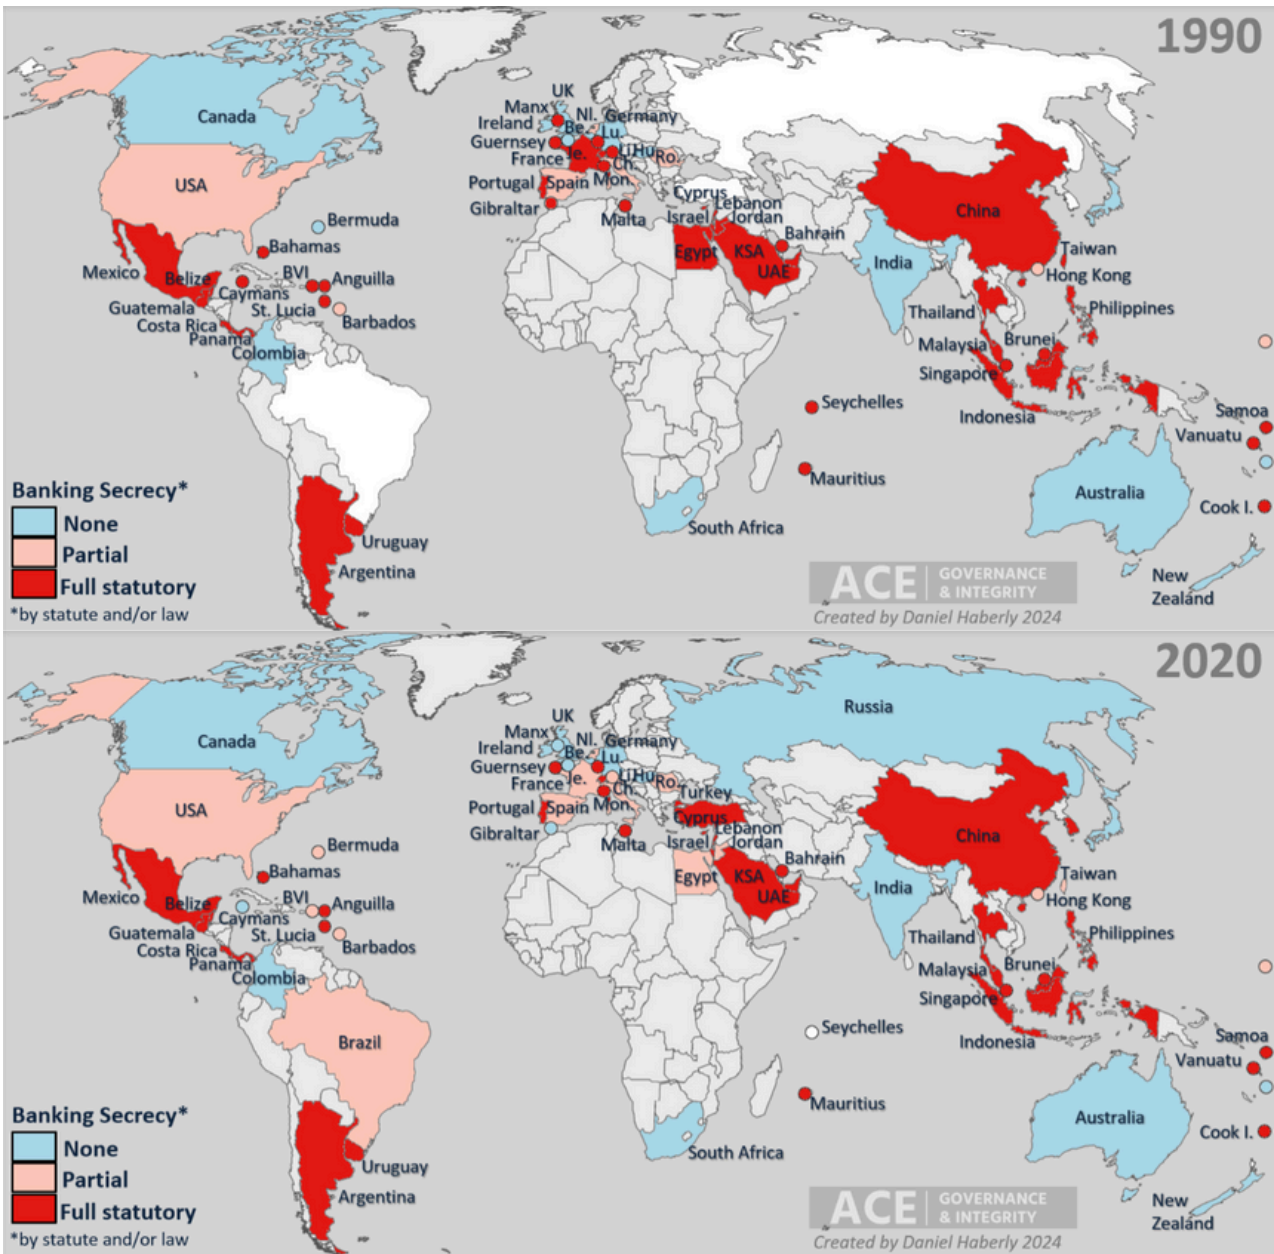 1990
UK
Manx
Nl.
Germany
Canada
Ireland
Be.
Lu.
Guernsey
Je.
Li
Hu.
Ro.
France
Ch.
USA
Portugal
Spain
Mon.
Cyprus
Gibraltar
Malta
Israel
Lebanon
Jordan
China
Bermuda
Bahamas
Bahrain
Egypt
KSA
UAE
India
Taiwan
Hong Kong
Mexico
Belize
BVI
Anguilla
Caymans
Guatemala
St. Lucia
Barbados
Costa Rica
Panama
Colombia
Thailand
Philippines
Malaysia
Brunei
Singapore
Indonesia
Seychelles
Samoa
Vanuatu
Mauritius
Banking Secrecy*
None
Partial
Full statutory
*by statute and/or law
Australia
Cook I.
South Africa
Uruguay
Argentina
New
Zealand
ACE
GOVERNANCE
& INTEGRITY
Created by Daniel Haberly 2024
2020
Russia
UK
Manx
Nl.
Germany
Canada
Ireland
Be.
Lu.
Guernsey
Je.
Li
Hu.
Ro.
France
Ch.
Turkey
USA
Portugal
Spain
Mon.
Cyprus
Gibraltar
Malta
Israel
Lebanon
Jordan
China
Bermuda
Bahamas
Bahrain
Egypt
KSA
UAE
India
Taiwan
Hong Kong
Mexico
Belize
BVI
Anguilla
Caymans
Guatemala
St. Lucia
Barbados
Costa Rica
Panama
Colombia
Thailand
Philippines
Malaysia
Brunei
Singapore
Indonesia
Brazil
Seychelles
Samoa
Vanuatu
Mauritius
Banking Secrecy*
None
Partial
Full statutory
*by statute and/or law
Australia
Cook I.
South Africa
Uruguay
Argentina
New
Zealand
ACE
GOVERNANCE
& INTEGRITY
Created by Daniel Haberly 2024